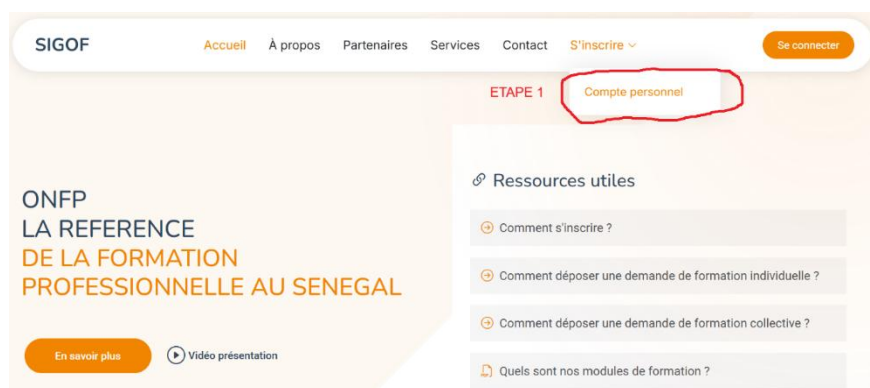 SIGOF Accueil À propos Partenaires Services Contact S'inscrire Se connecter
ETAPE 1 Compte personnel
ONFP
LA REFERENCE
DE LA FORMATION
PROFESSIONNELLE AU SENEGAL
En savoir plus Vidéo présentation
Ressources utiles
Comment s'inscrire ?
Comment déposer une demande de formation individuelle ?
Comment déposer une demande de formation collective ?
Quels sont nos modules de formation ?